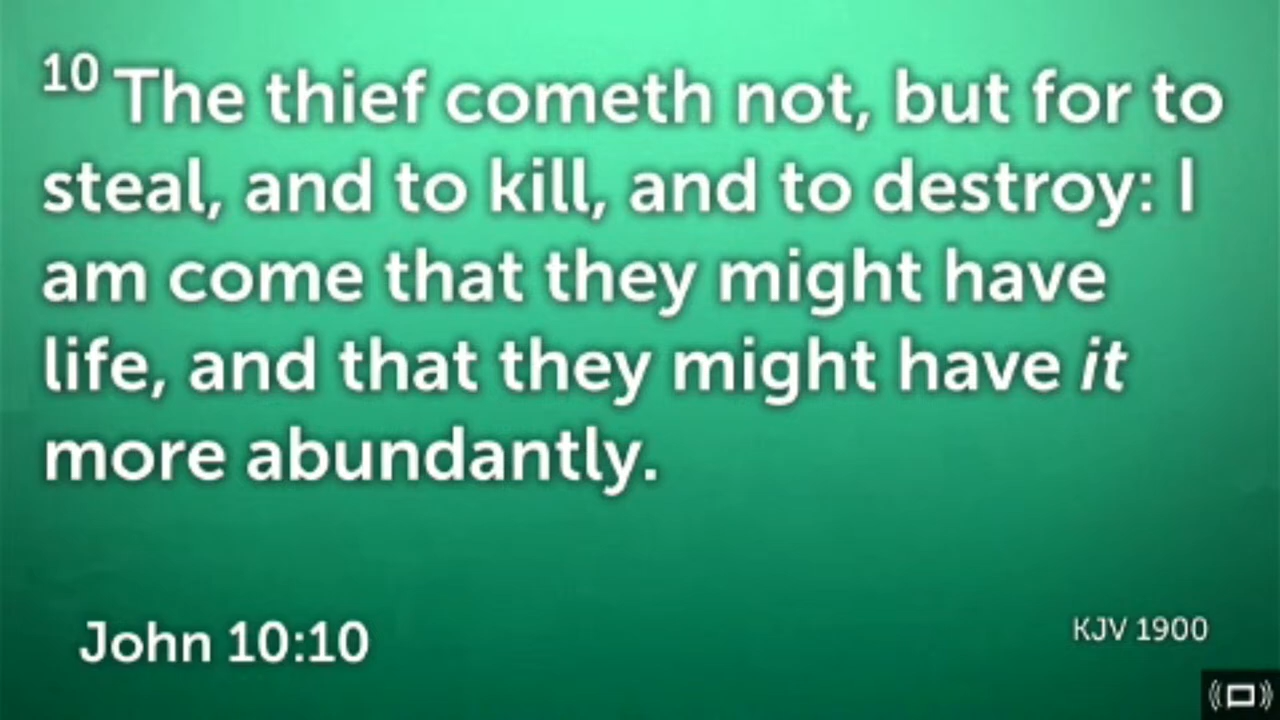 10 The thief cometh not, but for to
steal, and to kill, and to destroy: I
am come that they might have
life, and that they might have it
more abundantly.
John 10:10
KJV 1900